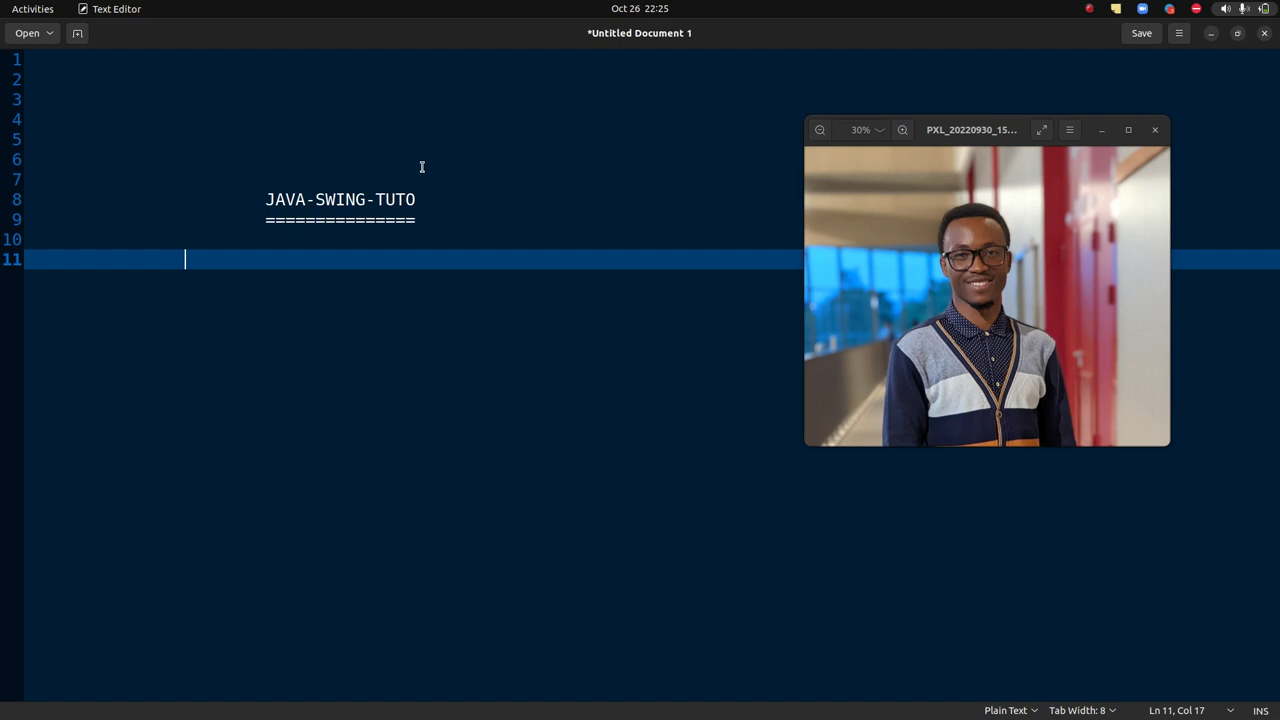 Activities Text Editor Oct 26 22:25
Open *Untitled Document 1 Save
1
2
3
4
5
6
7
8 JAVA-SWING-TUTO
9 ===============
10
11
30% PXL_20220930_15...
Plain Text Tab Width: 8 Ln 11, Col 17 INS